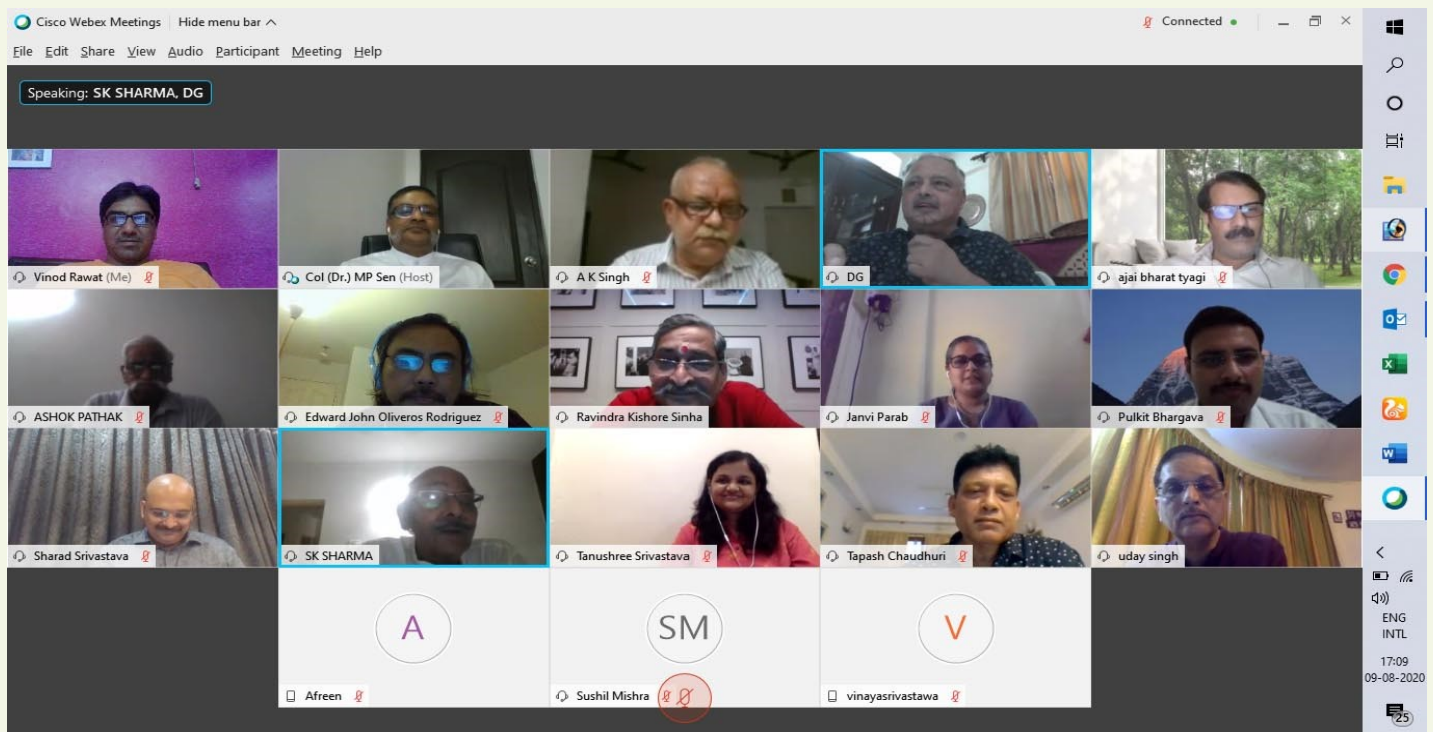 Cisco Webex Meetings Hide menu bar
Connected
File Edit Share View Audio Participant Meeting Help
Speaking: SK SHARMA, DG
Vinod Rawat (Me)
Col (Dr.) MP Sen (Host)
A K Singh
DG
ajai bharat tyagi
ASHOK PATHAK
Edward John Oliveros Rodriguez
Ravindra Kishore Sinha
Janvi Parab
Pulkit Bhargava
Sharad Srivastava
SK SHARMA
Tanushree Srivastava
Tapash Chaudhuri
uday singh
A
SM
V
Afreen
Sushil Mishra
vinayasrivastawa
ENG
INTL
17:09
09-08-2020
25